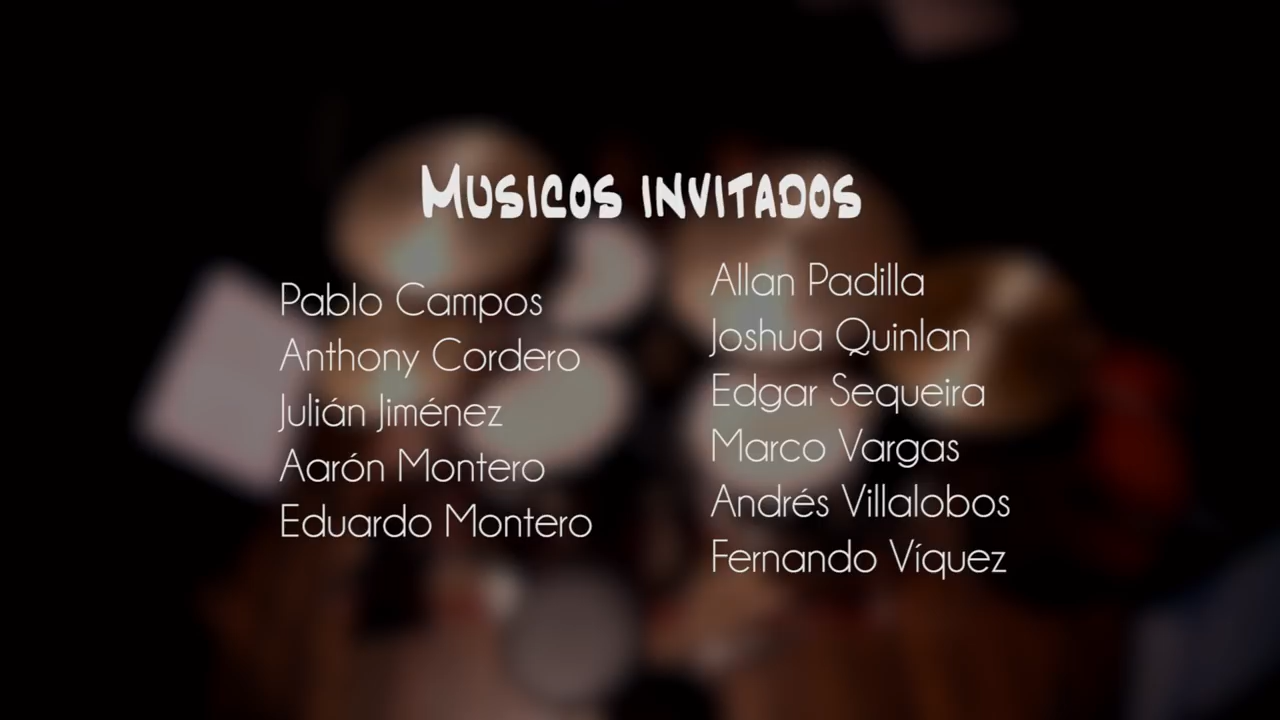 Musicos invitados
Pablo Campos
Anthony Cordero
Julián Jiménez
Aarón Montero
Eduardo Montero
Allan Padilla
Joshua Quinlan
Edgar Sequeira
Marco Vargas
Andrés Villalobos
Fernando Víquez